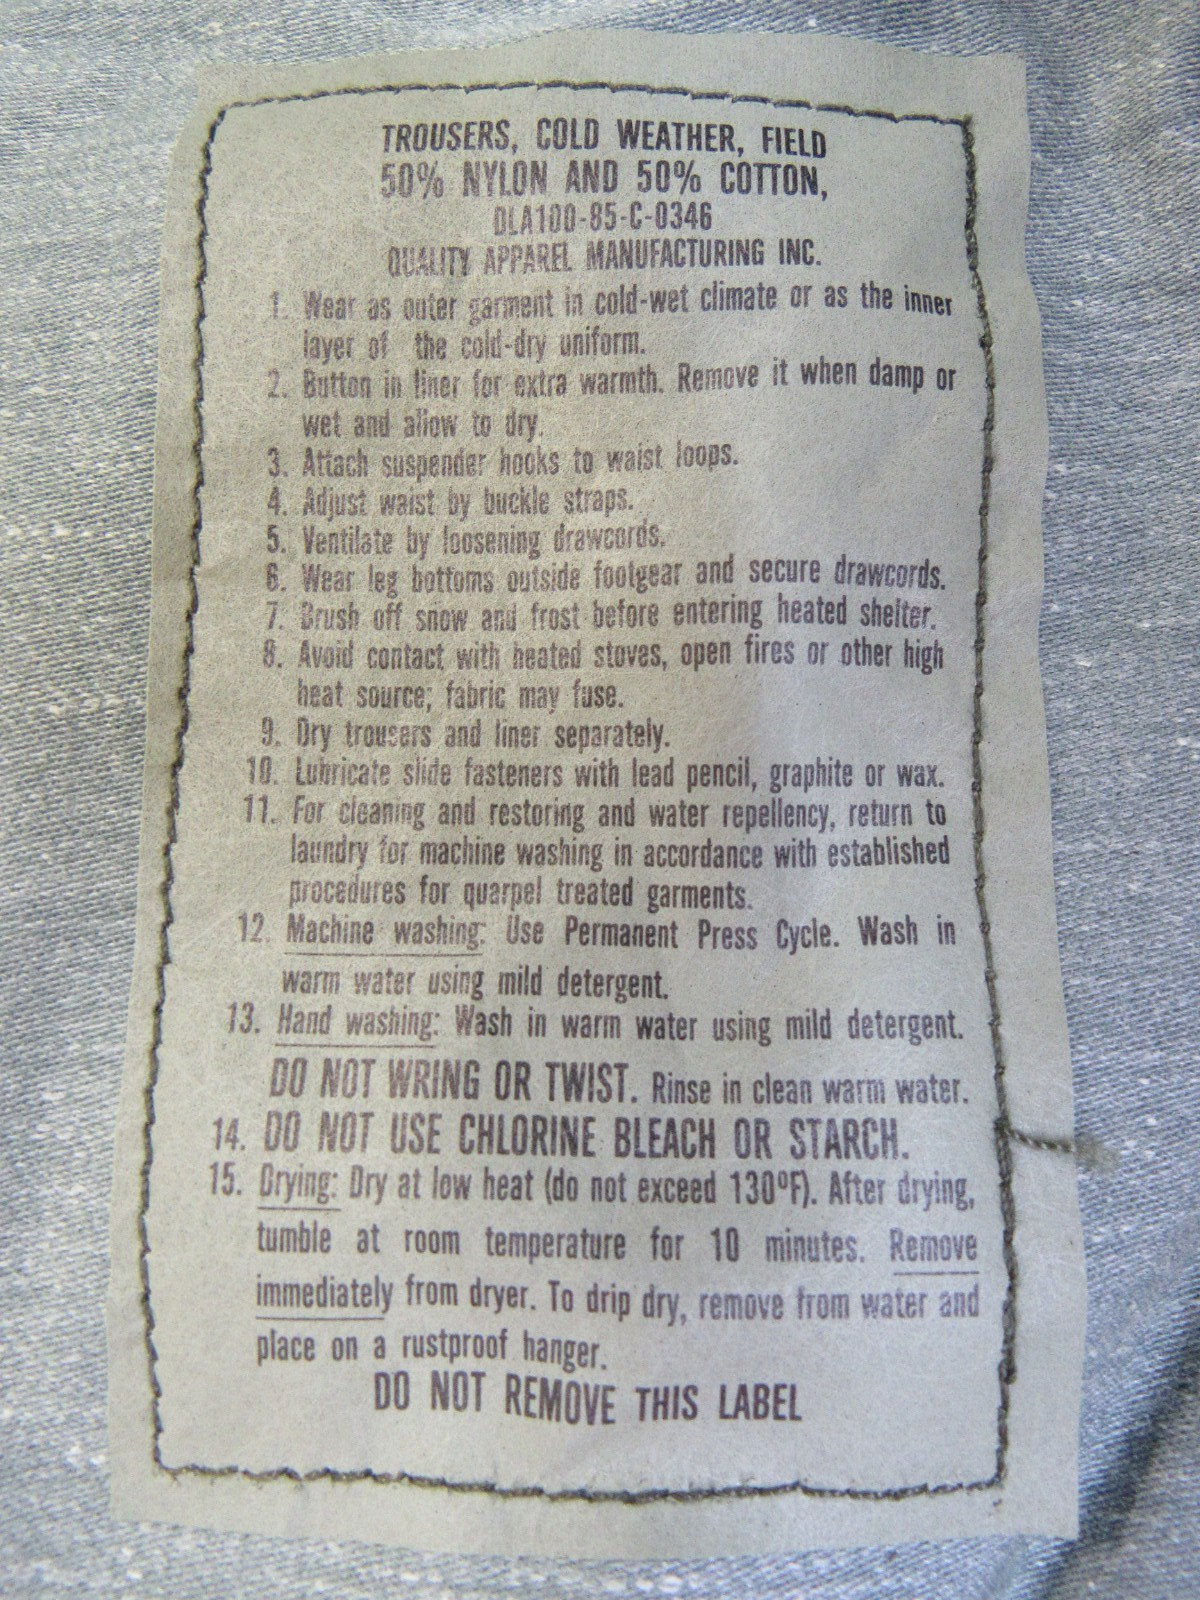 TROUSERS, COLD WEATHER, FIELD
50% NYLON AND 50% COTTON,
DLA100-85-C-0346
QUALITY APPAREL MANUFACTURING INC.
1. Wear as outer garment in cold-wet climate or as the inner
layer of the cold-dry uniform.
2. Button in liner for extra warmth. Remove it when damp or
wet and allow to dry.
3. Attach suspender hooks to waist loops.
4. Adjust waist by buckle straps.
5. Ventilate by loosening drawcords.
6. Wear leg bottoms outside footgear and secure drawcords.
7. Brush off snow and frost before entering heated shelter.
8. Avoid contact with heated stoves, open fires or other high
heat source; fabric may fuse.
9. Dry trousers and liner separately.
10. Lubricate slide fasteners with lead pencil, graphite or wax.
11. For cleaning and restoring and water repellency, return to
laundry for machine washing in accordance with established
procedures for quarpel treated garments.
12. Machine washing: Use Permanent Press Cycle. Wash in
warm water using mild detergent.
13. Hand washing: Wash in warm water using mild detergent.
DO NOT WRING OR TWIST. Rinse in clean warm water.
14. DO NOT USE CHLORINE BLEACH OR STARCH.
15. Drying: Dry at low heat (do not exceed 130ºF). After drying,
tumble at room temperature for 10 minutes. Remove
immediately from dryer. To drip dry, remove from water and
place on a rustproof hanger.
DO NOT REMOVE THIS LABEL